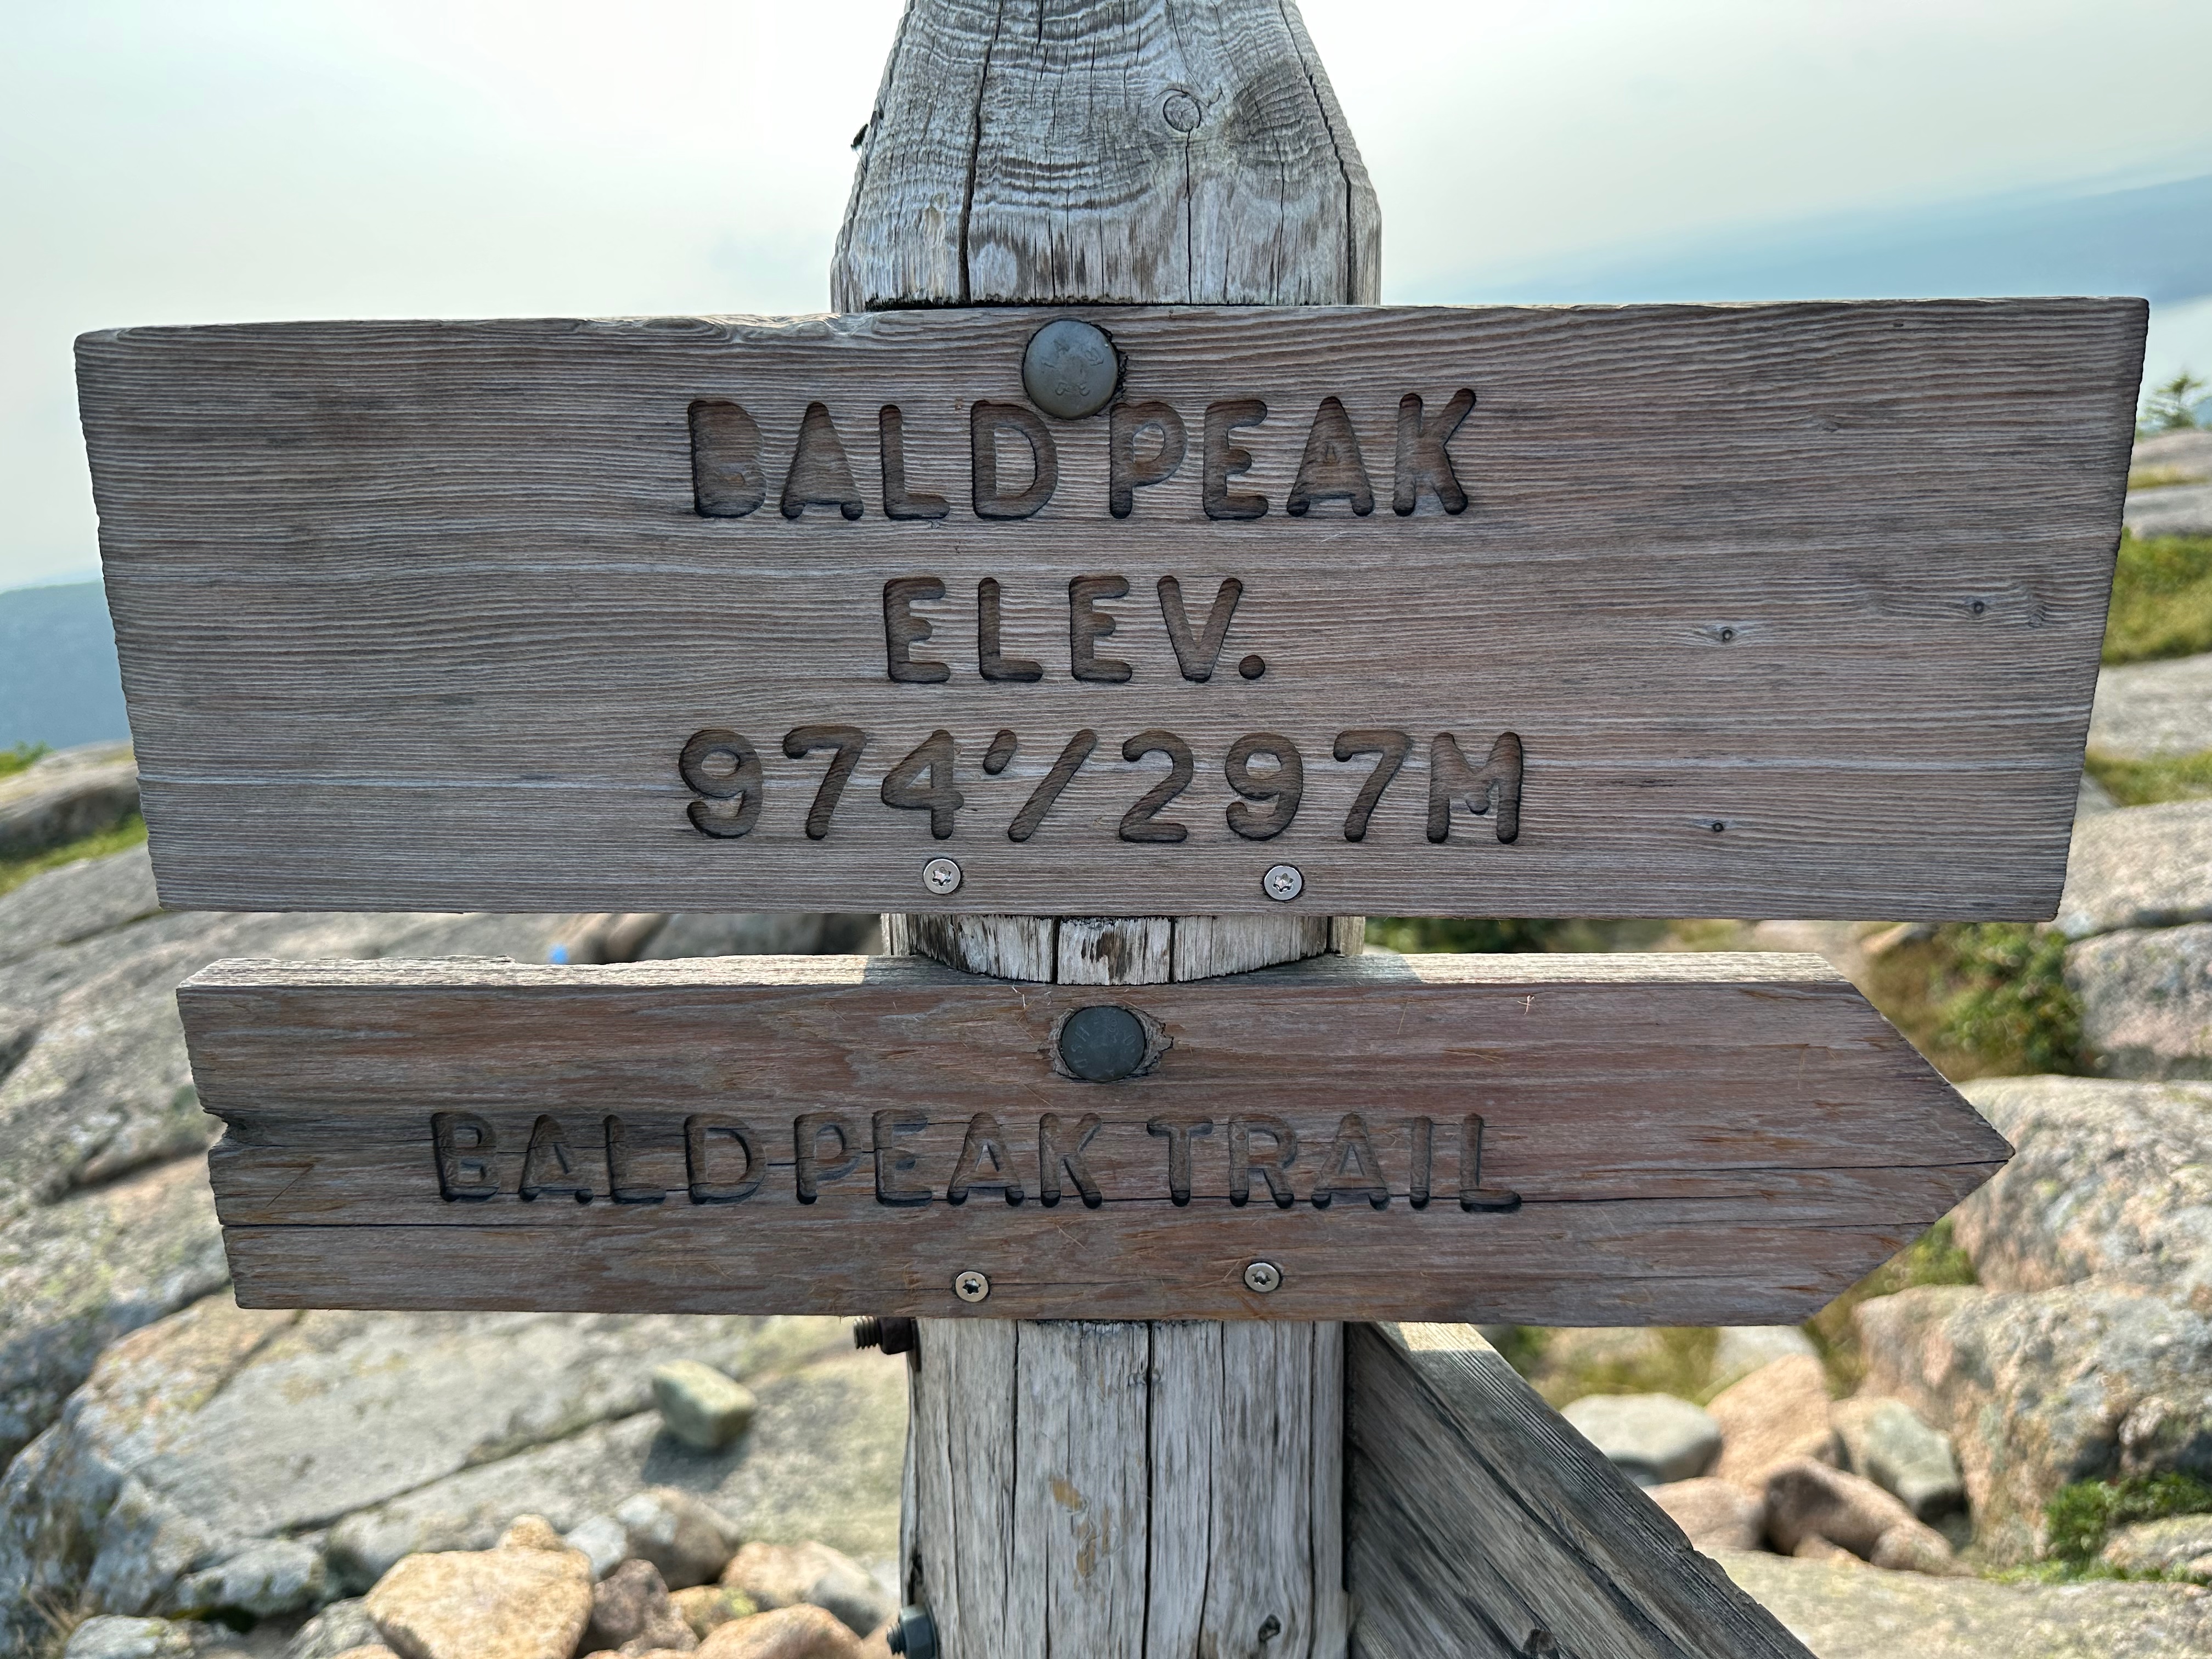 BALD PEAK
ELEV.
974'/297M
BALD PEAK TRAIL